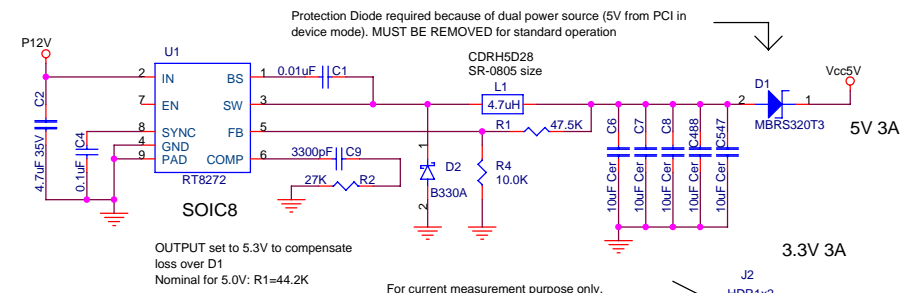 Protection Diode required because of dual power source (5V from PCI in
device mode). MUST BE REMOVED for standard operation
P12V
U1
CDRH5D28
SR-0805 size
D1
Vcc5V
2 IN
BS 1
0.01uF C1
L1
4.7uH
2
1
7 EN
SW 3
MBRS320T3
5V 3A
C2
4.7uF 35V
8 SYNC
FB 5
R1 47.5K
4 GND
9 PAD
COMP 6
C4
0.1uF
3300pF C9
27K R2
RT8272
SOIC8
1
D2
B330A
2
R4
10.0K
C6
10uF Cer
C7
10uF Cer
C8
10uF Cer
C488
10uF Cer
C547
10uF Cer
OUTPUT set to 5.3V to compensate
loss over D1
Nominal for 5.0V: R1=44.2K
3.3V 3A
J2
HDR1x2
For current measurement purpose only.